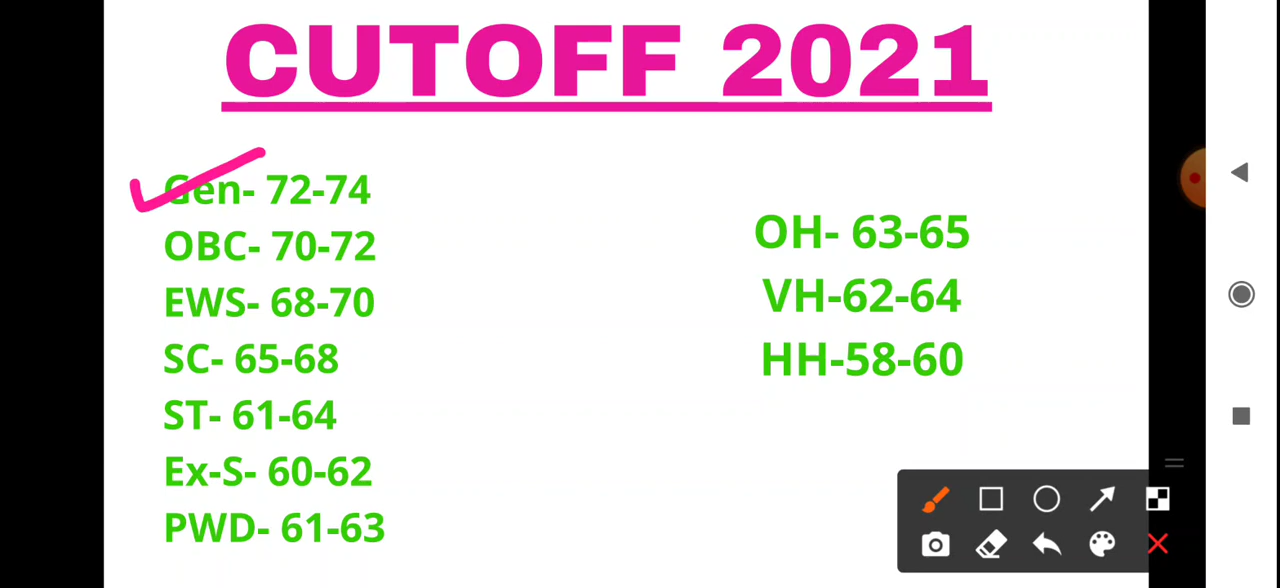 CUTOFF 2021
Gen- 72-74
OBC- 70-72
EWS- 68-70
SC- 65-68
ST- 61-64
Ex-S- 60-62
PWD- 61-63
OH- 63-65
VH-62-64
HH-58-60